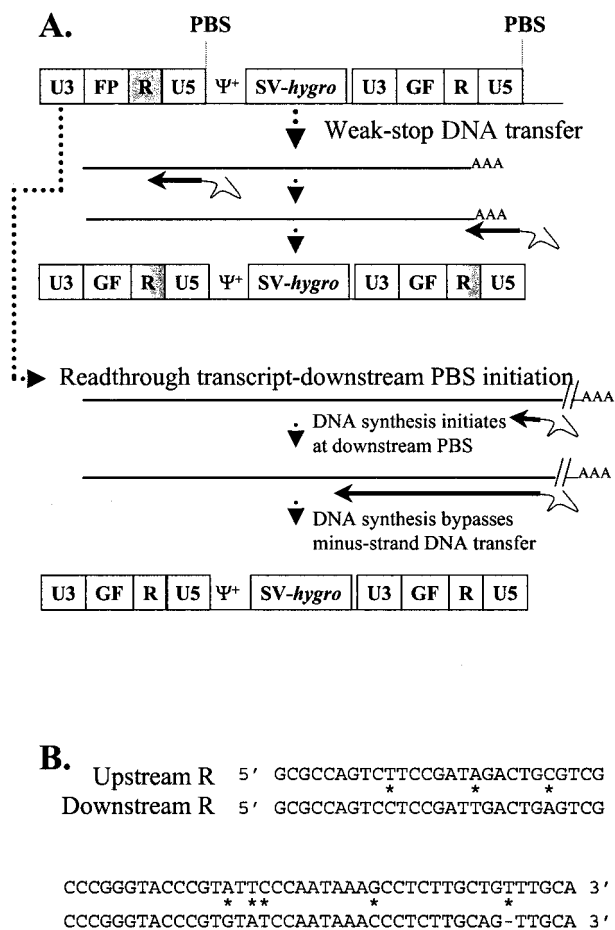 A.
PBS PBS
U3 FP R U5 Ψ+ SV-hygro U3 GF R U5
Weak-stop DNA transfer
AAA
AAA
U3 GF R U5 Ψ+ SV-hygro U3 GF R U5
Readthrough transcript-downstream PBS initiation
AAA
DNA synthesis initiates
at downstream PBS
AAA
DNA synthesis bypasses
minus-strand DNA transfer
U3 GF R U5 Ψ+ SV-hygro U3 GF R U5
B.
Upstream R 5' GCGCCAGTCTTCCGATAGACTGCGTCG
* * *
Downstream R 5' GCGCCAGTCCTCCGATTGACTGAGTCG
CCCGGGTACCCGTATTCCCAATAAAGCCTCTTGCTGTTTGCA 3'
* ** * *
CCCGGGTACCCGTGTATCCAATAAACCCTCTTGCAG-TTGCA 3'